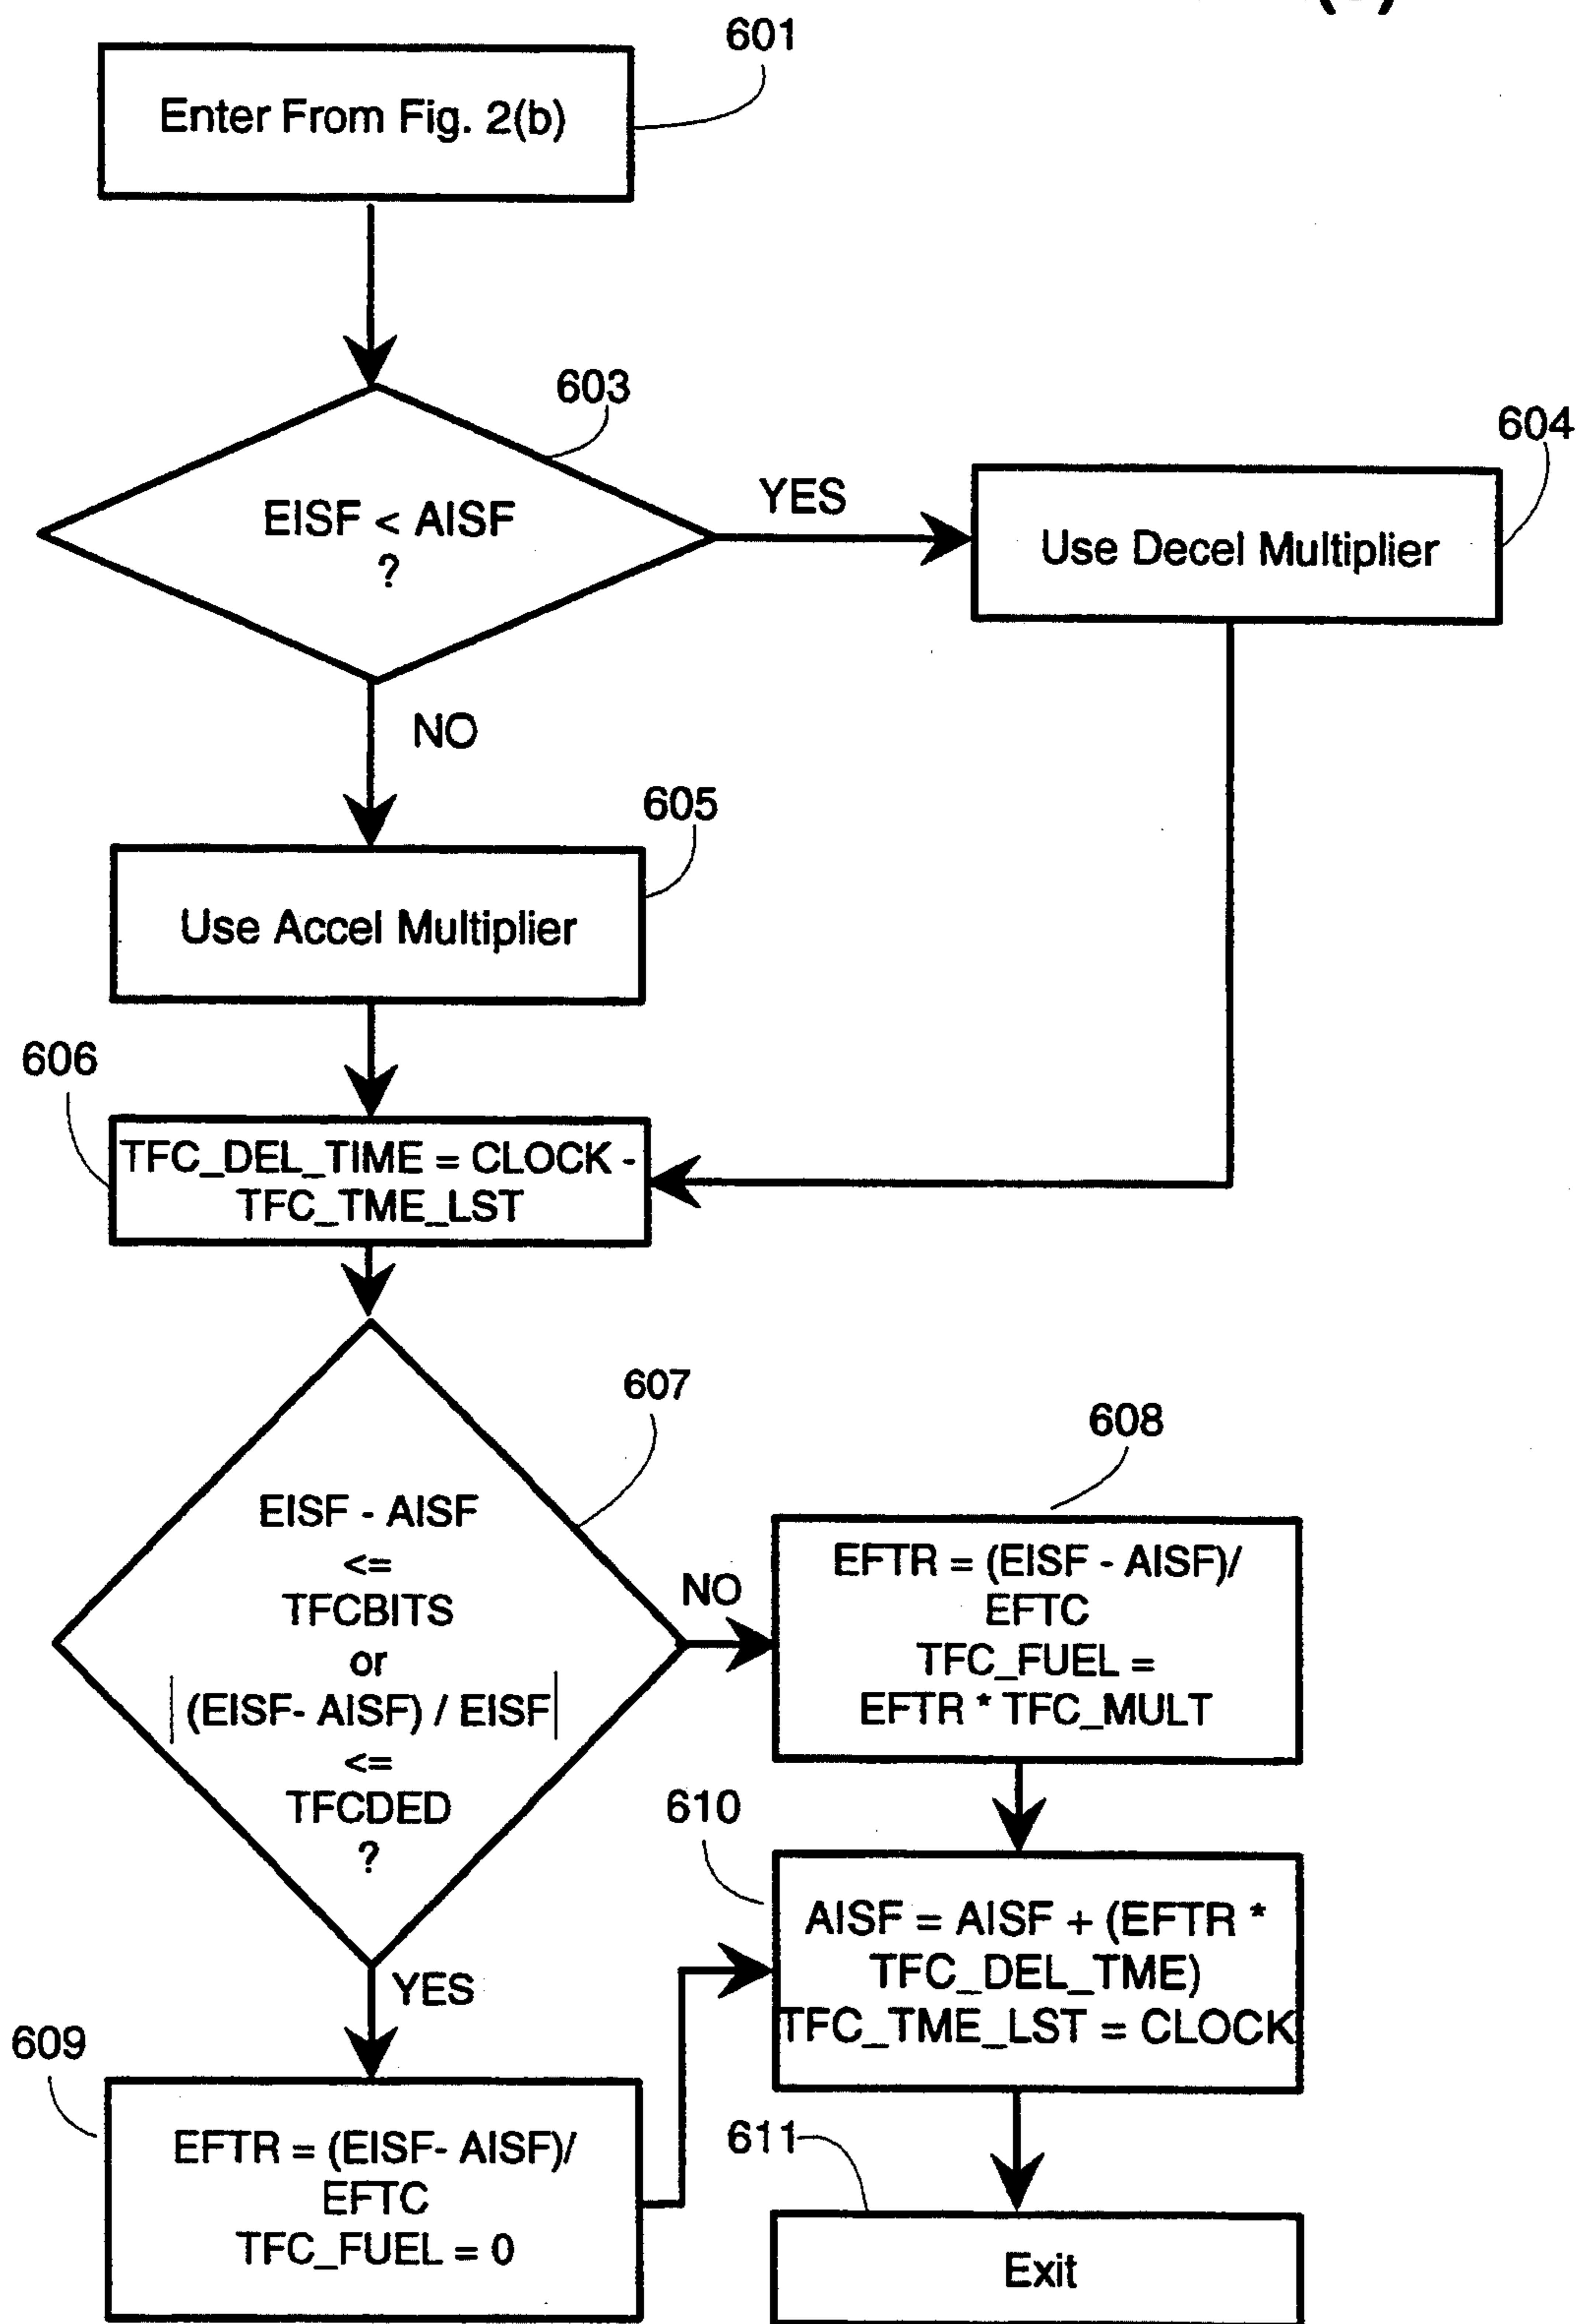 601
Enter From Fig. 2(b)
603
EISF < AISF
?
YES
604
Use Decel Multiplier
NO
605
Use Accel Multiplier
606
TFC_DEL_TIME = CLOCK -
TFC_TME_LST
607
EISF - AISF
<=
TFCBITS
or
|(EISF- AISF) / EISF|
<=
TFCDED
?
NO
608
EFTR = (EISF - AISF)/
EFTC
TFC_FUEL =
EFTR * TFC_MULT
610
AISF = AISF + (EFTR *
TFC_DEL_TME)
TFC_TME_LST = CLOCK
YES
609
EFTR = (EISF- AISF)/
EFTC
TFC_FUEL = 0
611
Exit